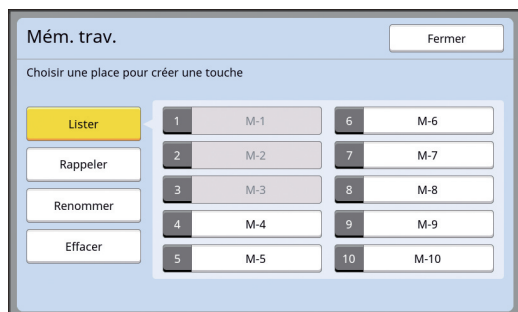 Mém. trav.
Fermer
Choisir une place pour créer une touche
Lister
Rappeler
Renommer
Effacer
1 M-1
2 M-2
3 M-3
4 M-4
5 M-5
6 M-6
7 M-7
8 M-8
9 M-9
10 M-10